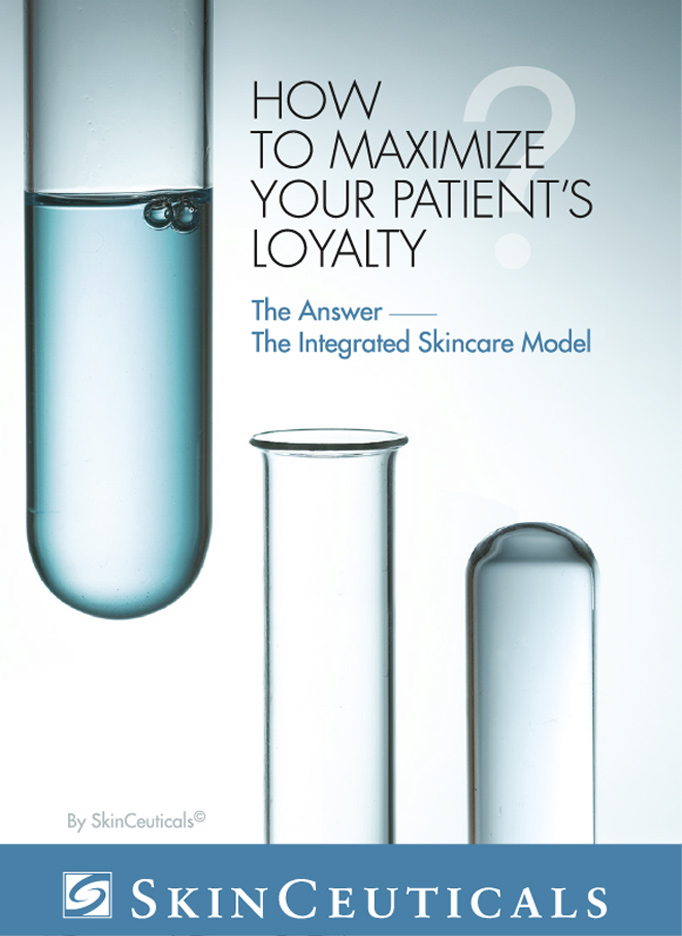 HOW
TO MAXIMIZE
YOUR PATIENT'S
LOYALTY
?
The Answer —
The Integrated Skincare Model
By SkinCeuticals©
SKINCEUTICALS